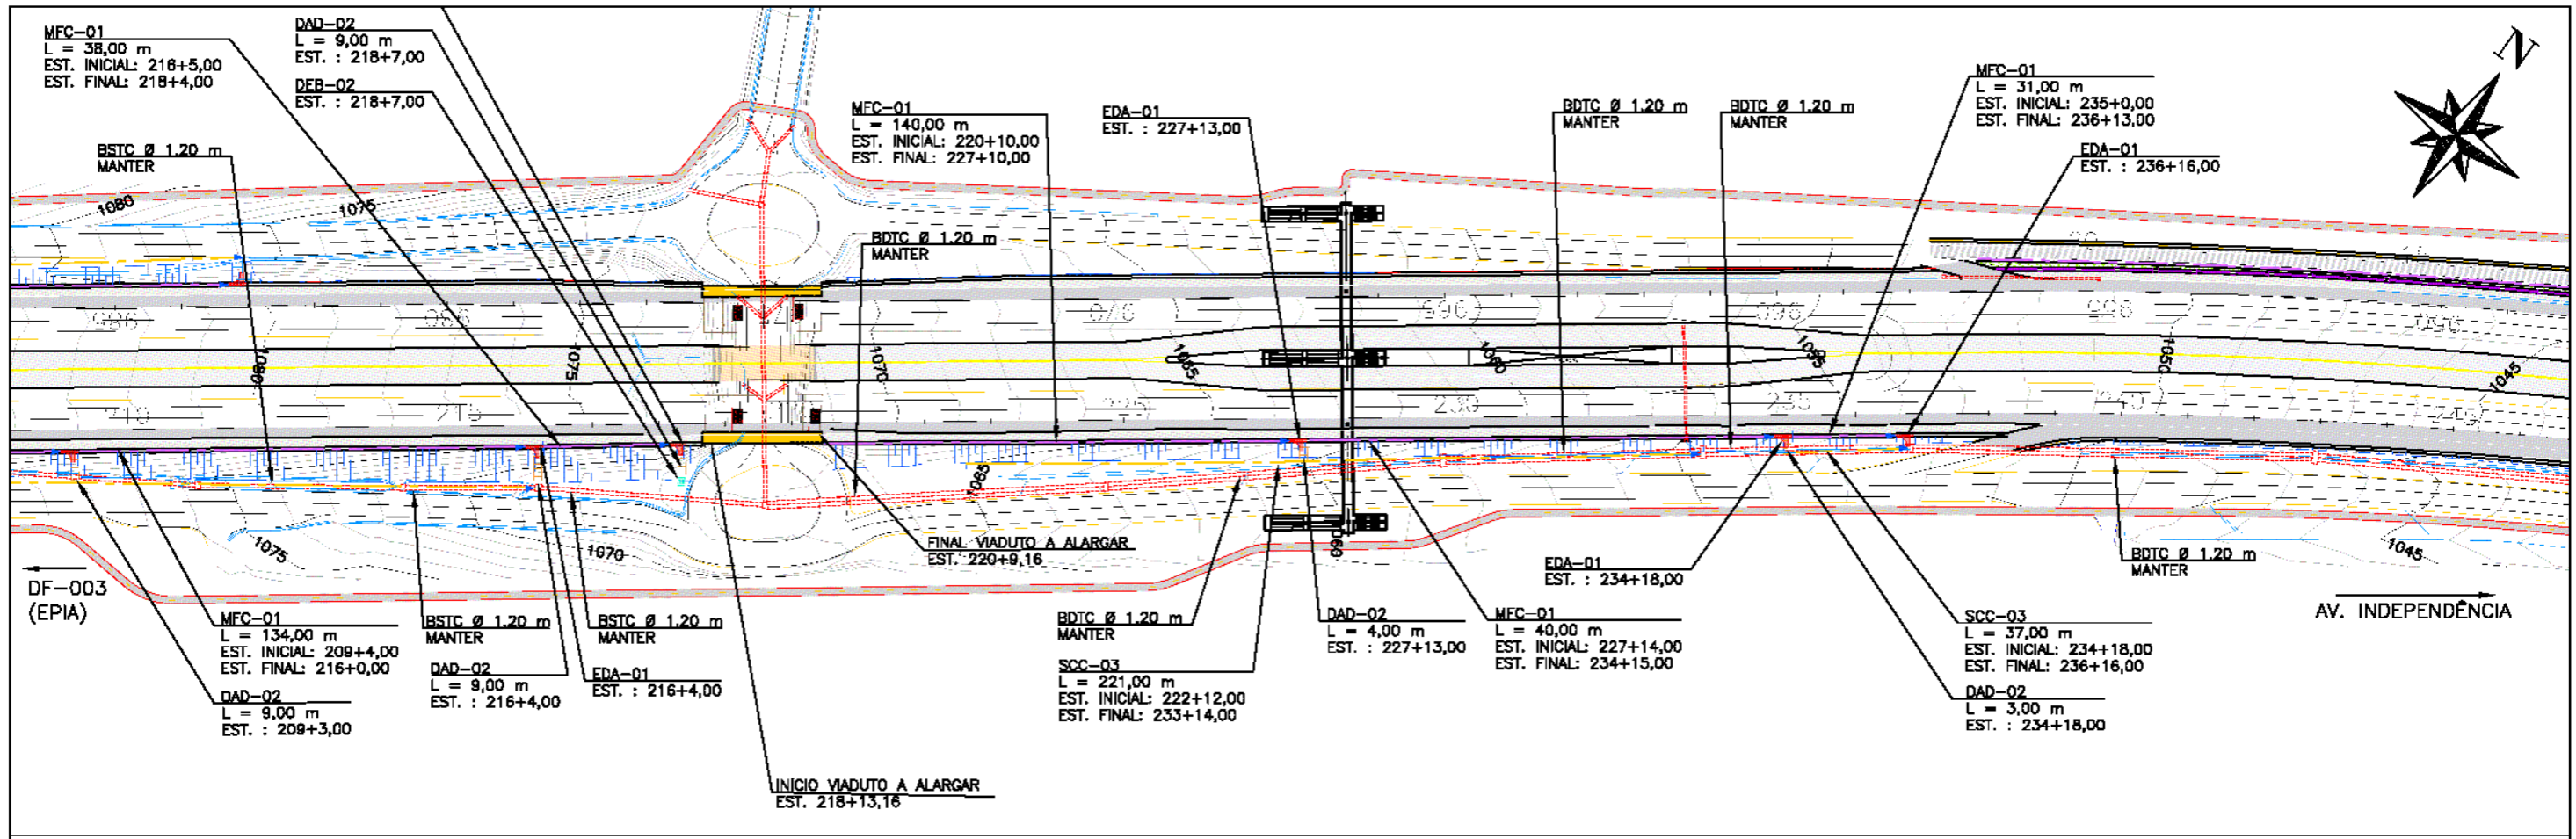 MFC-01
L = 38,00 m
EST. INICIAL: 216+5,00
EST. FINAL: 218+4,00
DAD-02
L = 9,00 m
EST. : 218+7,00
DEB-02
EST. : 218+7,00
BSTC Ø 1.20 m
MANTER
MFC-01
L = 140,00 m
EST. INICIAL: 220+10,00
EST. FINAL: 227+10,00
EDA-01
EST. : 227+13,00
BDTC Ø 1.20 m
MANTER
BDTC Ø 1.20 m
MANTER
MFC-01
L = 31,00 m
EST. INICIAL: 235+0,00
EST. FINAL: 236+13,00
EDA-01
EST. : 236+16,00
N
1080
1075
BDTC Ø 1.20 m
MANTER
1080
1075
1070
1065
1060
1055
1050
1045
1075
1070
1065
1060
1045
FINAL VIADUTO A ALARGAR
EST. 220+9,16
EDA-01
EST. : 234+18,00
BDTC Ø 1.20 m
MANTER
DF-003
(EPIA)
AV. INDEPENDÊNCIA
MFC-01
L = 134,00 m
EST. INICIAL: 209+4,00
EST. FINAL: 216+0,00
DAD-02
L = 9,00 m
EST. : 209+3,00
BSTC Ø 1.20 m
MANTER
DAD-02
L = 9,00 m
EST. : 216+4,00
BSTC Ø 1.20 m
MANTER
EDA-01
EST. : 216+4,00
BDTC Ø 1.20 m
MANTER
SCC-03
L = 221,00 m
EST. INICIAL: 222+12,00
EST. FINAL: 233+14,00
DAD-02
L = 4,00 m
EST. : 227+13,00
MFC-01
L = 40,00 m
EST. INICIAL: 227+14,00
EST. FINAL: 234+15,00
SCC-03
L = 37,00 m
EST. INICIAL: 234+18,00
EST. FINAL: 236+16,00
DAD-02
L = 3,00 m
EST. : 234+18,00
INÍCIO VIADUTO A ALARGAR
EST. 218+13,16